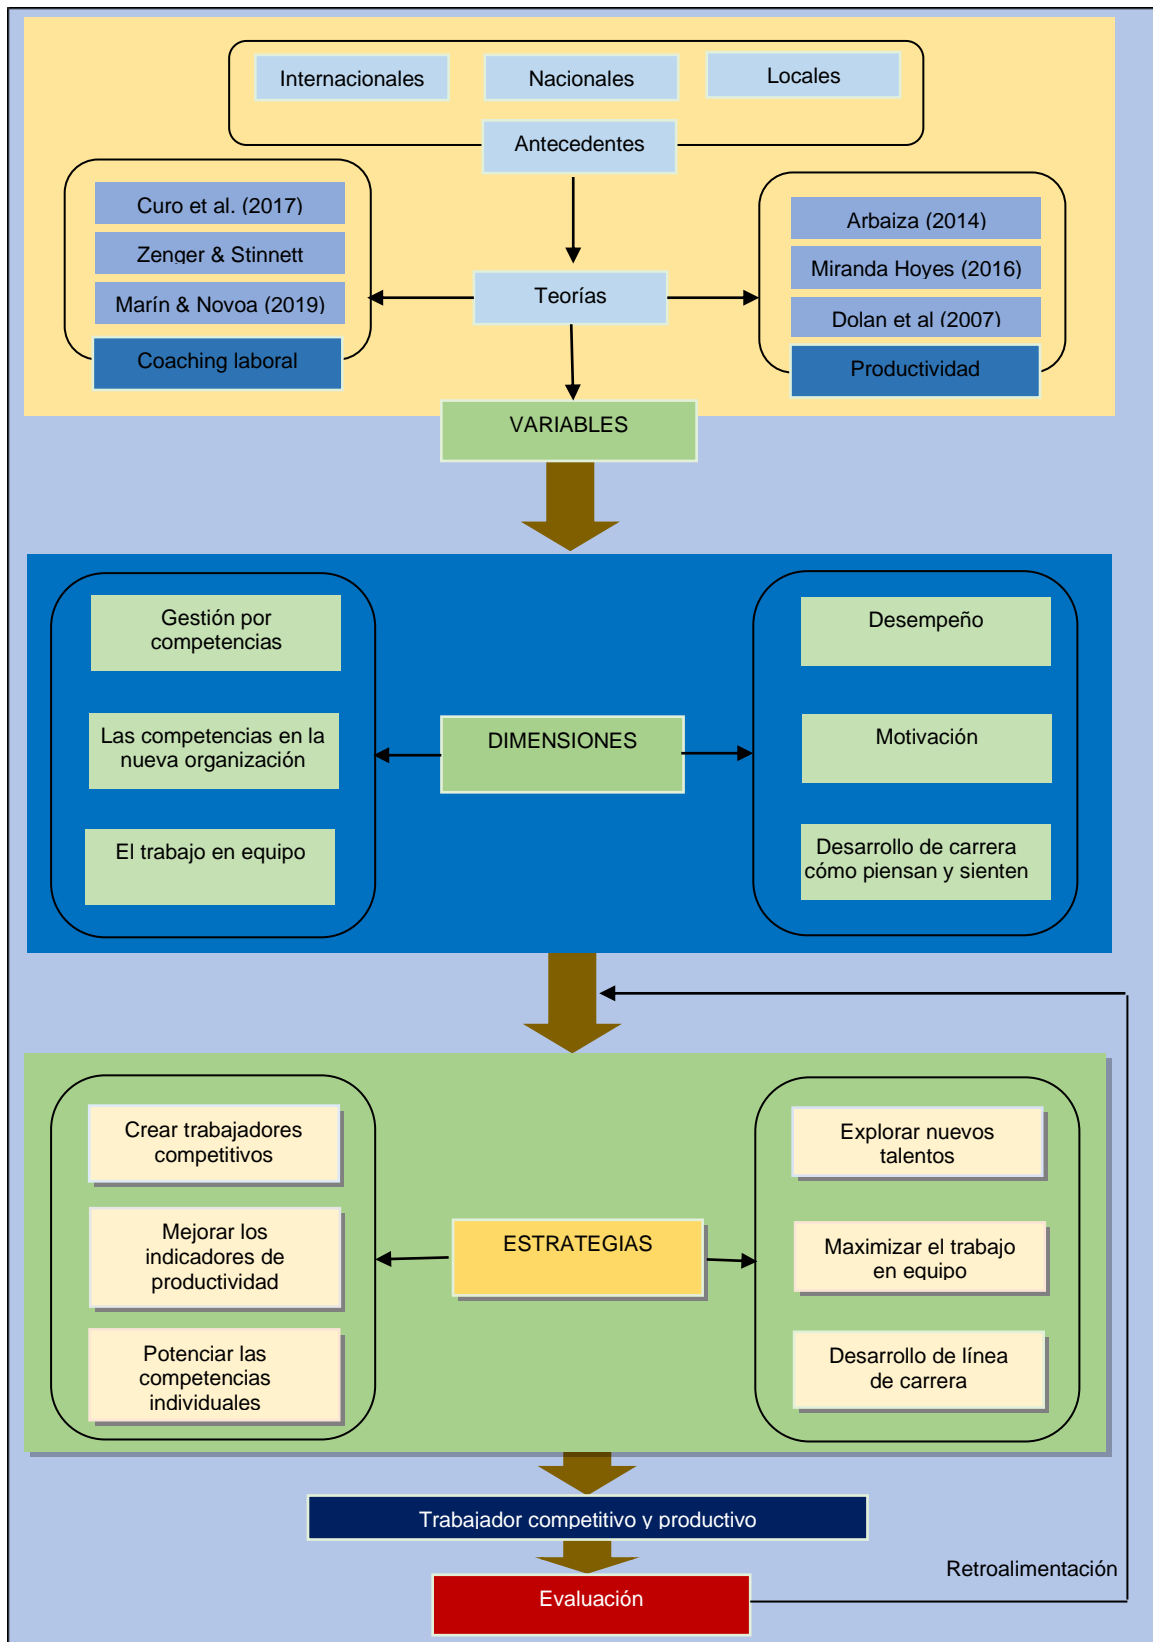 Internacionales
Nacionales
Locales
Antecedentes
Curo et al. (2017)
Zenger & Stinnett
Marín & Novoa (2019)
Coaching laboral
Teorías
Arbaiza (2014)
Miranda Hoyes (2016)
Dolan et al (2007)
Productividad
VARIABLES
Gestión por
competencias
Las competencias en la
nueva organización
El trabajo en equipo
DIMENSIONES
Desempeño
Motivación
Desarrollo de carrera
cómo piensan y sienten
Crear trabajadores
competitivos
Mejorar los
indicadores de
productividad
Potenciar las
competencias
individuales
ESTRATEGIAS
Explorar nuevos
talentos
Maximizar el trabajo
en equipo
Desarrollo de línea
de carrera
Trabajador competitivo y productivo
Retroalimentación
Evaluación